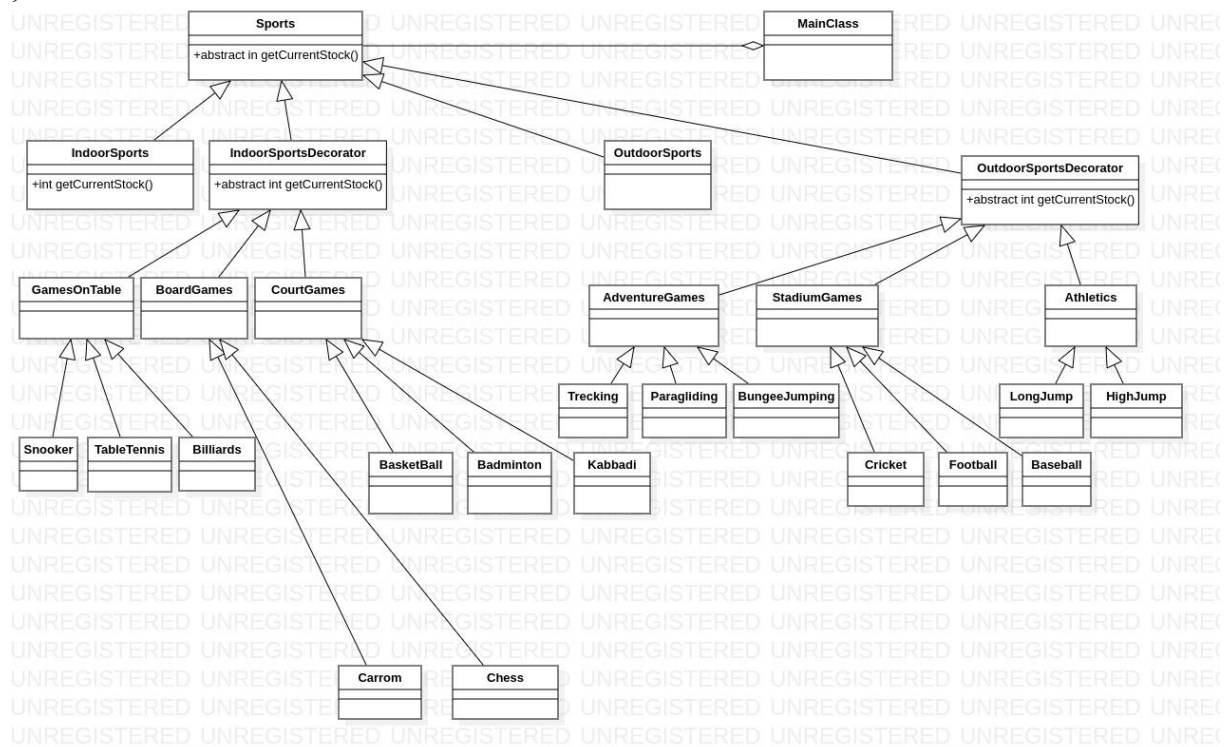 UNREGISTERED
Sports
MainClass
+abstract in getCurrentStock()
IndoorSports
IndoorSportsDecorator
OutdoorSports
OutdoorSportsDecorator
+int getCurrentStock()
+abstract int getCurrentStock()
+abstract int getCurrentStock()
GamesOnTable
BoardGames
CourtGames
AdventureGames
StadiumGames
Athletics
Trecking
Paragliding
BungeeJumping
LongJump
HighJump
Snooker
TableTennis
Billiards
BasketBall
Badminton
Kabbadi
Cricket
Football
Baseball
Carrom
Chess